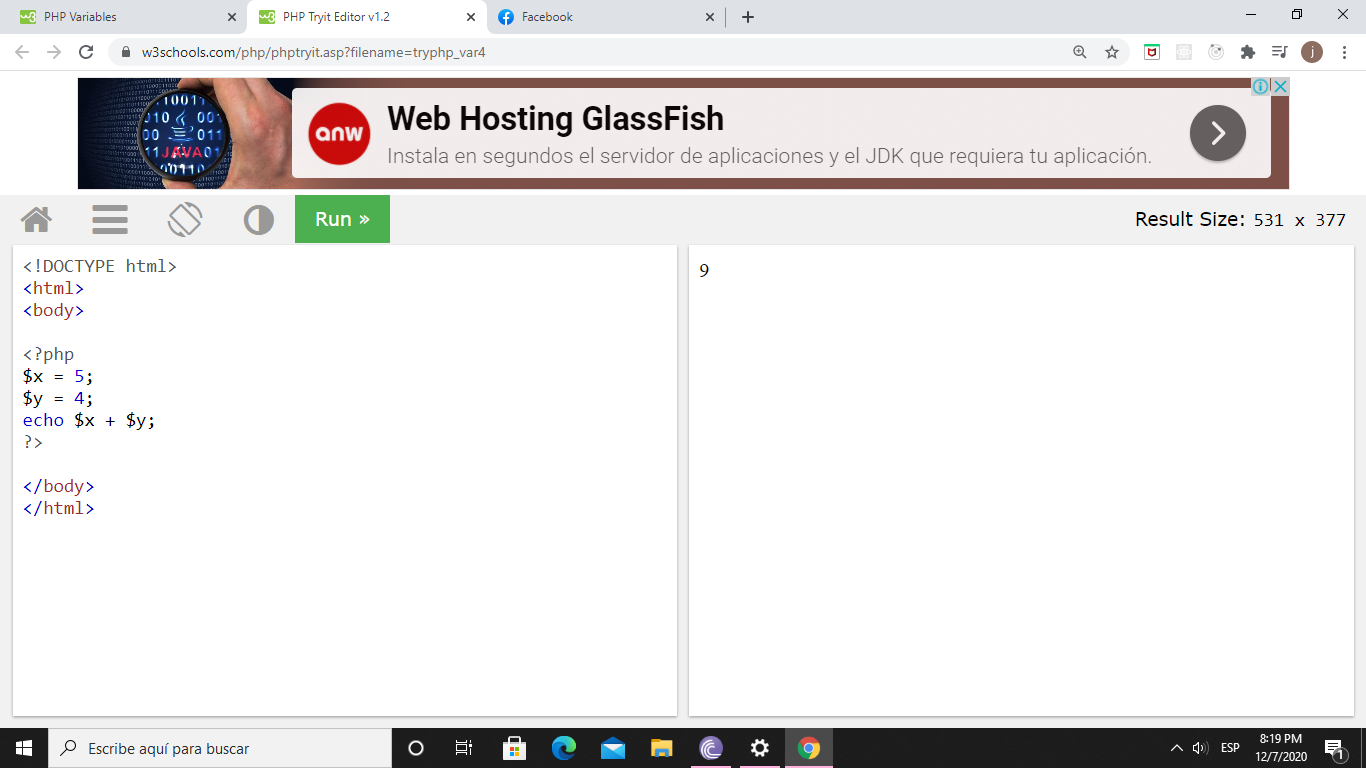 PHP Variables
PHP Tryit Editor v1.2
Facebook
w3schools.com/php/phptryit.asp?filename=tryphp_var4
j
JAVA
anw
Web Hosting GlassFish
Instala en segundos el servidor de aplicaciones y el JDK que requiera tu aplicación.
Run »
Result Size: 531 x 377
<!DOCTYPE html>
<html>
<body>
<?php
$x = 5;
$y = 4;
echo $x + $y;
?>
</body>
</html>
9
Escribe aquí para buscar
ESP
8:19 PM
12/7/2020
1